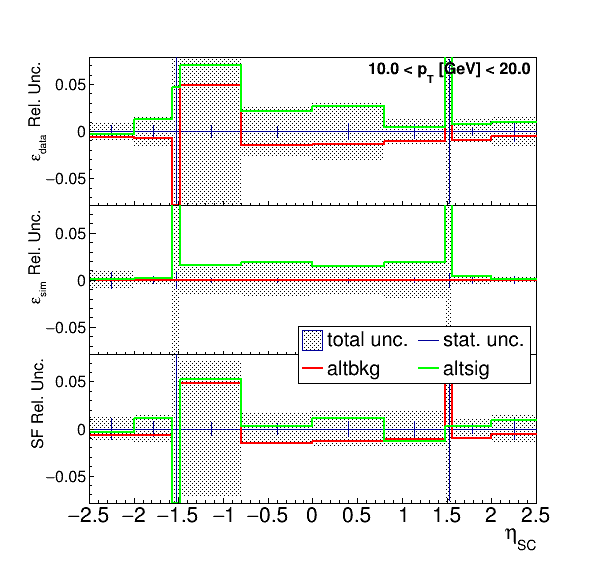 10.0 < p_T [GeV] < 20.0
ε_data Rel. Unc.
0.05
0
−0.05
ε_sim Rel. Unc.
0.05
0
−0.05
total unc. stat. unc.
altbkg altsig
SF Rel. Unc.
0.05
0
−0.05
−2.5 −2 −1.5 −1 −0.5 0 0.5 1 1.5 2 2.5
η_SC